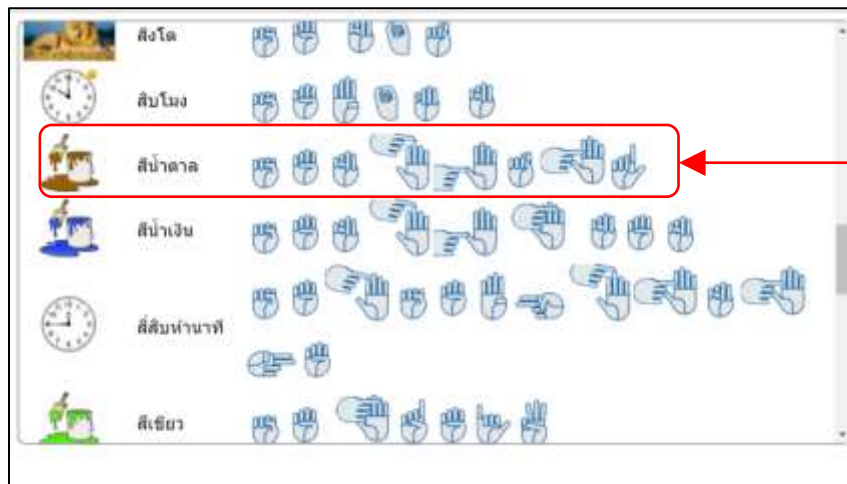 สิงโต
สิบโมง
สีน้ำตาล
สีน้ำเงิน
สี่สิบห้านาที
สีเขียว